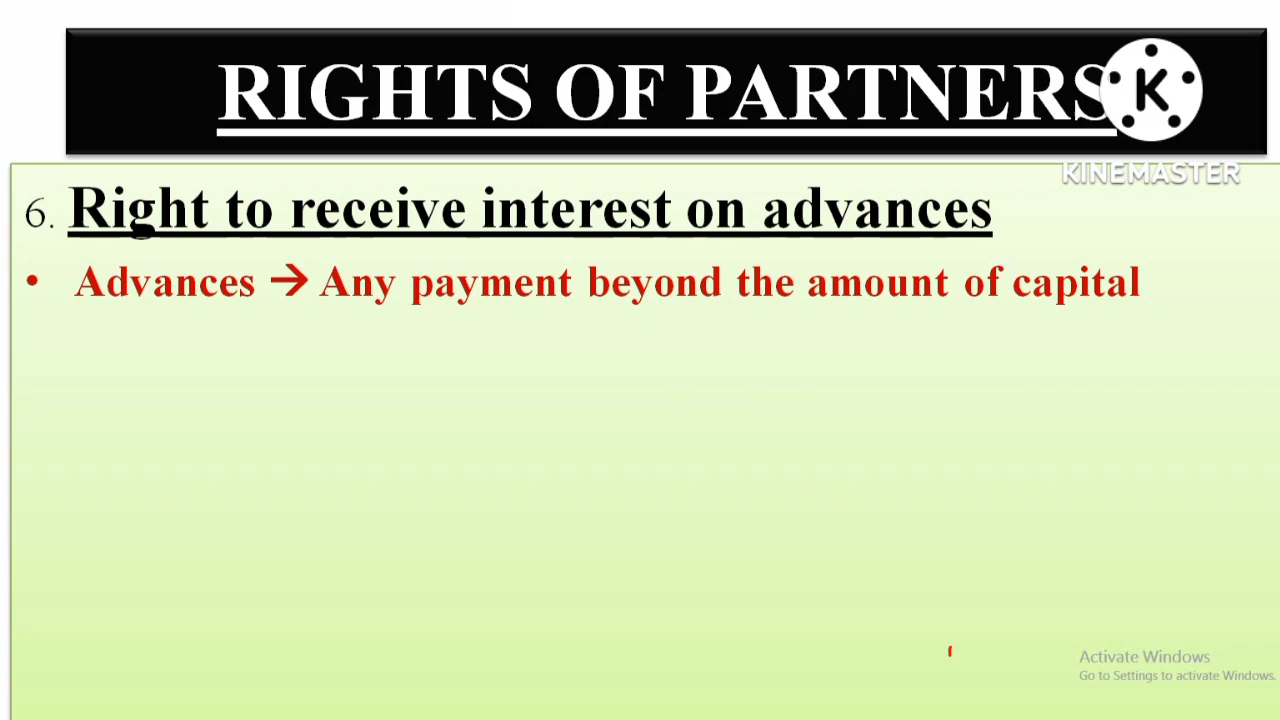 RIGHTS OF PARTNERS
K
KINEMASTER
6. Right to receive interest on advances
• Advances → Any payment beyond the amount of capital
Activate Windows
Go to Settings to activate Windows.